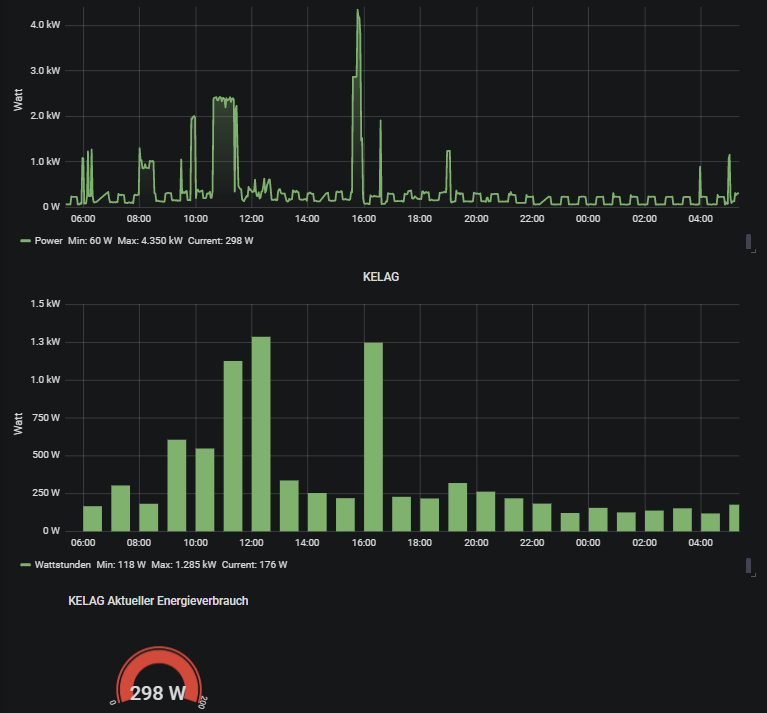 4.0 kW
3.0 kW
2.0 kW
1.0 kW
0 W
Watt
06:00 08:00 10:00 12:00 14:00 16:00 18:00 20:00 22:00 00:00 02:00 04:00
Power Min: 60 W Max: 4.350 kW Current: 298 W
KELAG
1.5 kW
1.3 kW
1.0 kW
750 W
500 W
250 W
0 W
Watt
06:00 08:00 10:00 12:00 14:00 16:00 18:00 20:00 22:00 00:00 02:00 04:00
Wattstunden Min: 118 W Max: 1.285 kW Current: 176 W
KELAG Aktueller Energieverbrauch
298 W
0 200